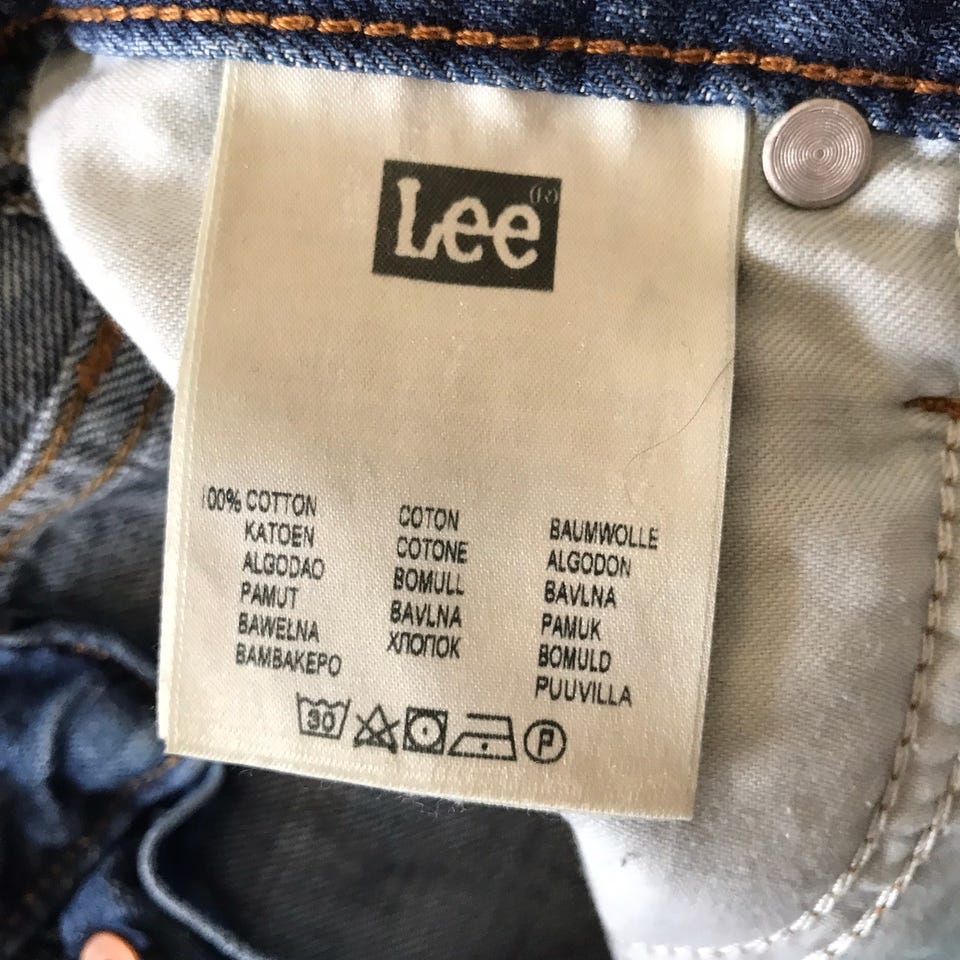 Lee®
100% COTTON
KATOEN
ALGODAO
PAMUT
BAWEŁNA
BAMBAKEPO
COTON
COTONE
BOMULL
BAVLNA
ХЛОПОК
BAUMWOLLE
ALGODON
BAVLNA
PAMUK
BOMULD
PUUVILLA
30
P